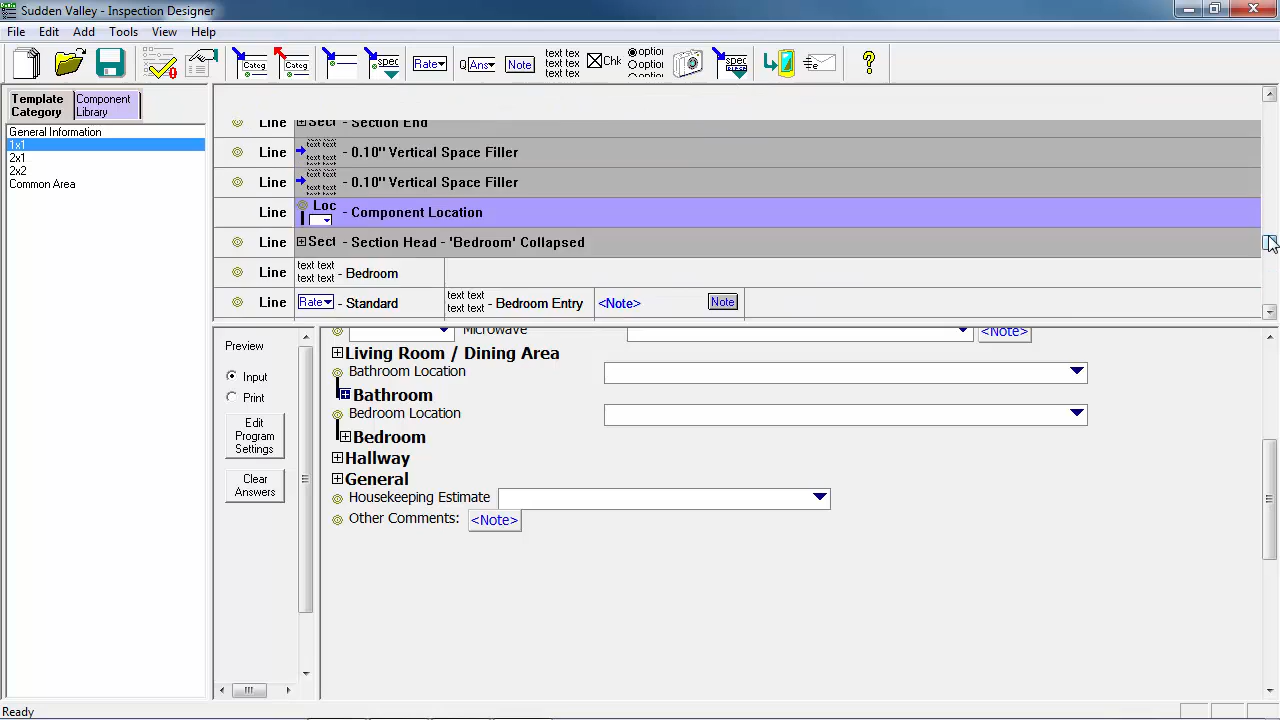 Sudden Valley - Inspection Designer
File Edit Add Tools View Help
Categ Categ spec Rate Q Ans Note text tex text tex text tex Chk option option option spec ?
Template Category Component Library
General Information
1x1
2x1
2x2
Common Area
Line Sect - Section End
Line text text text text - 0.10" Vertical Space Filler
Line text text text text - 0.10" Vertical Space Filler
Line Loc - Component Location
Line Sect - Section Head - 'Bedroom' Collapsed
Line text text text text - Bedroom
Line Rate - Standard text text text text - Bedroom Entry <Note> Note
Preview
Input
Print
Edit Program Settings
Clear Answers
Microwave <Note>
Living Room / Dining Area
Bathroom Location
Bathroom
Bedroom Location
Bedroom
Hallway
General
Housekeeping Estimate
Other Comments: <Note>
Ready